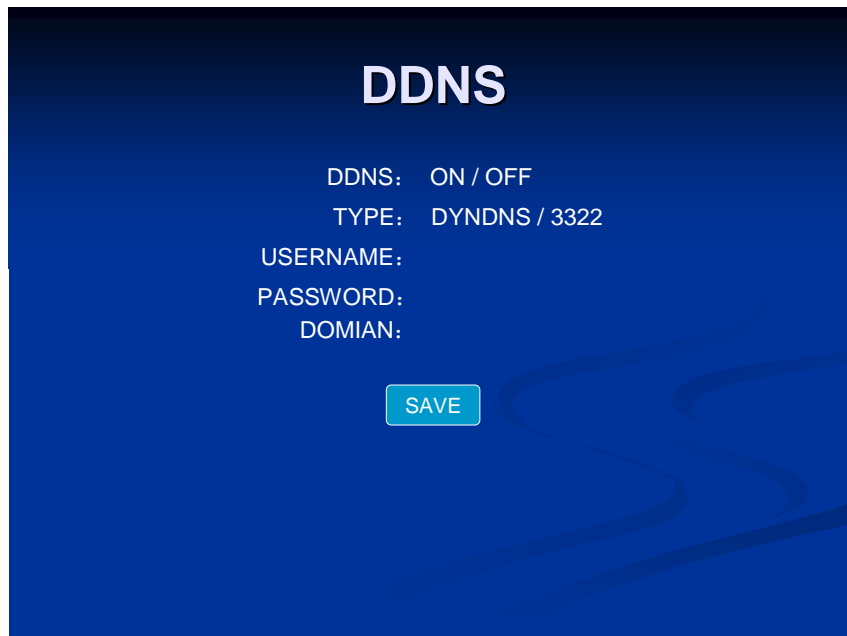 DDNS
DDNS： ON / OFF
TYPE： DYNDNS / 3322
USERNAME：
PASSWORD：
DOMIAN：
SAVE